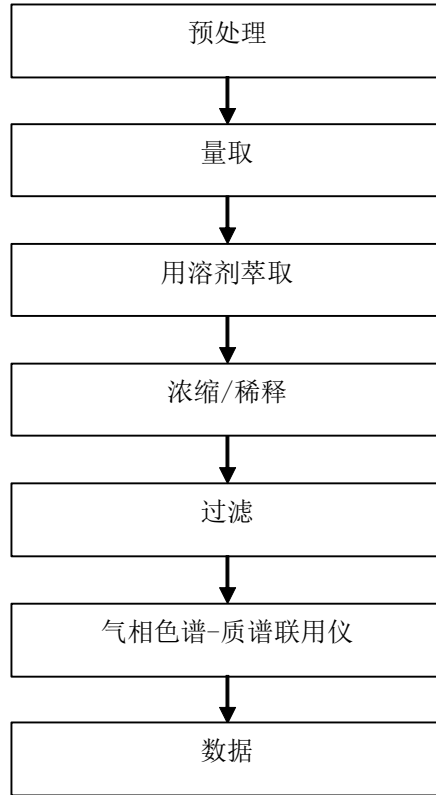 预处理
量取
用溶剂萃取
浓缩/稀释
过滤
气相色谱-质谱联用仪
数据